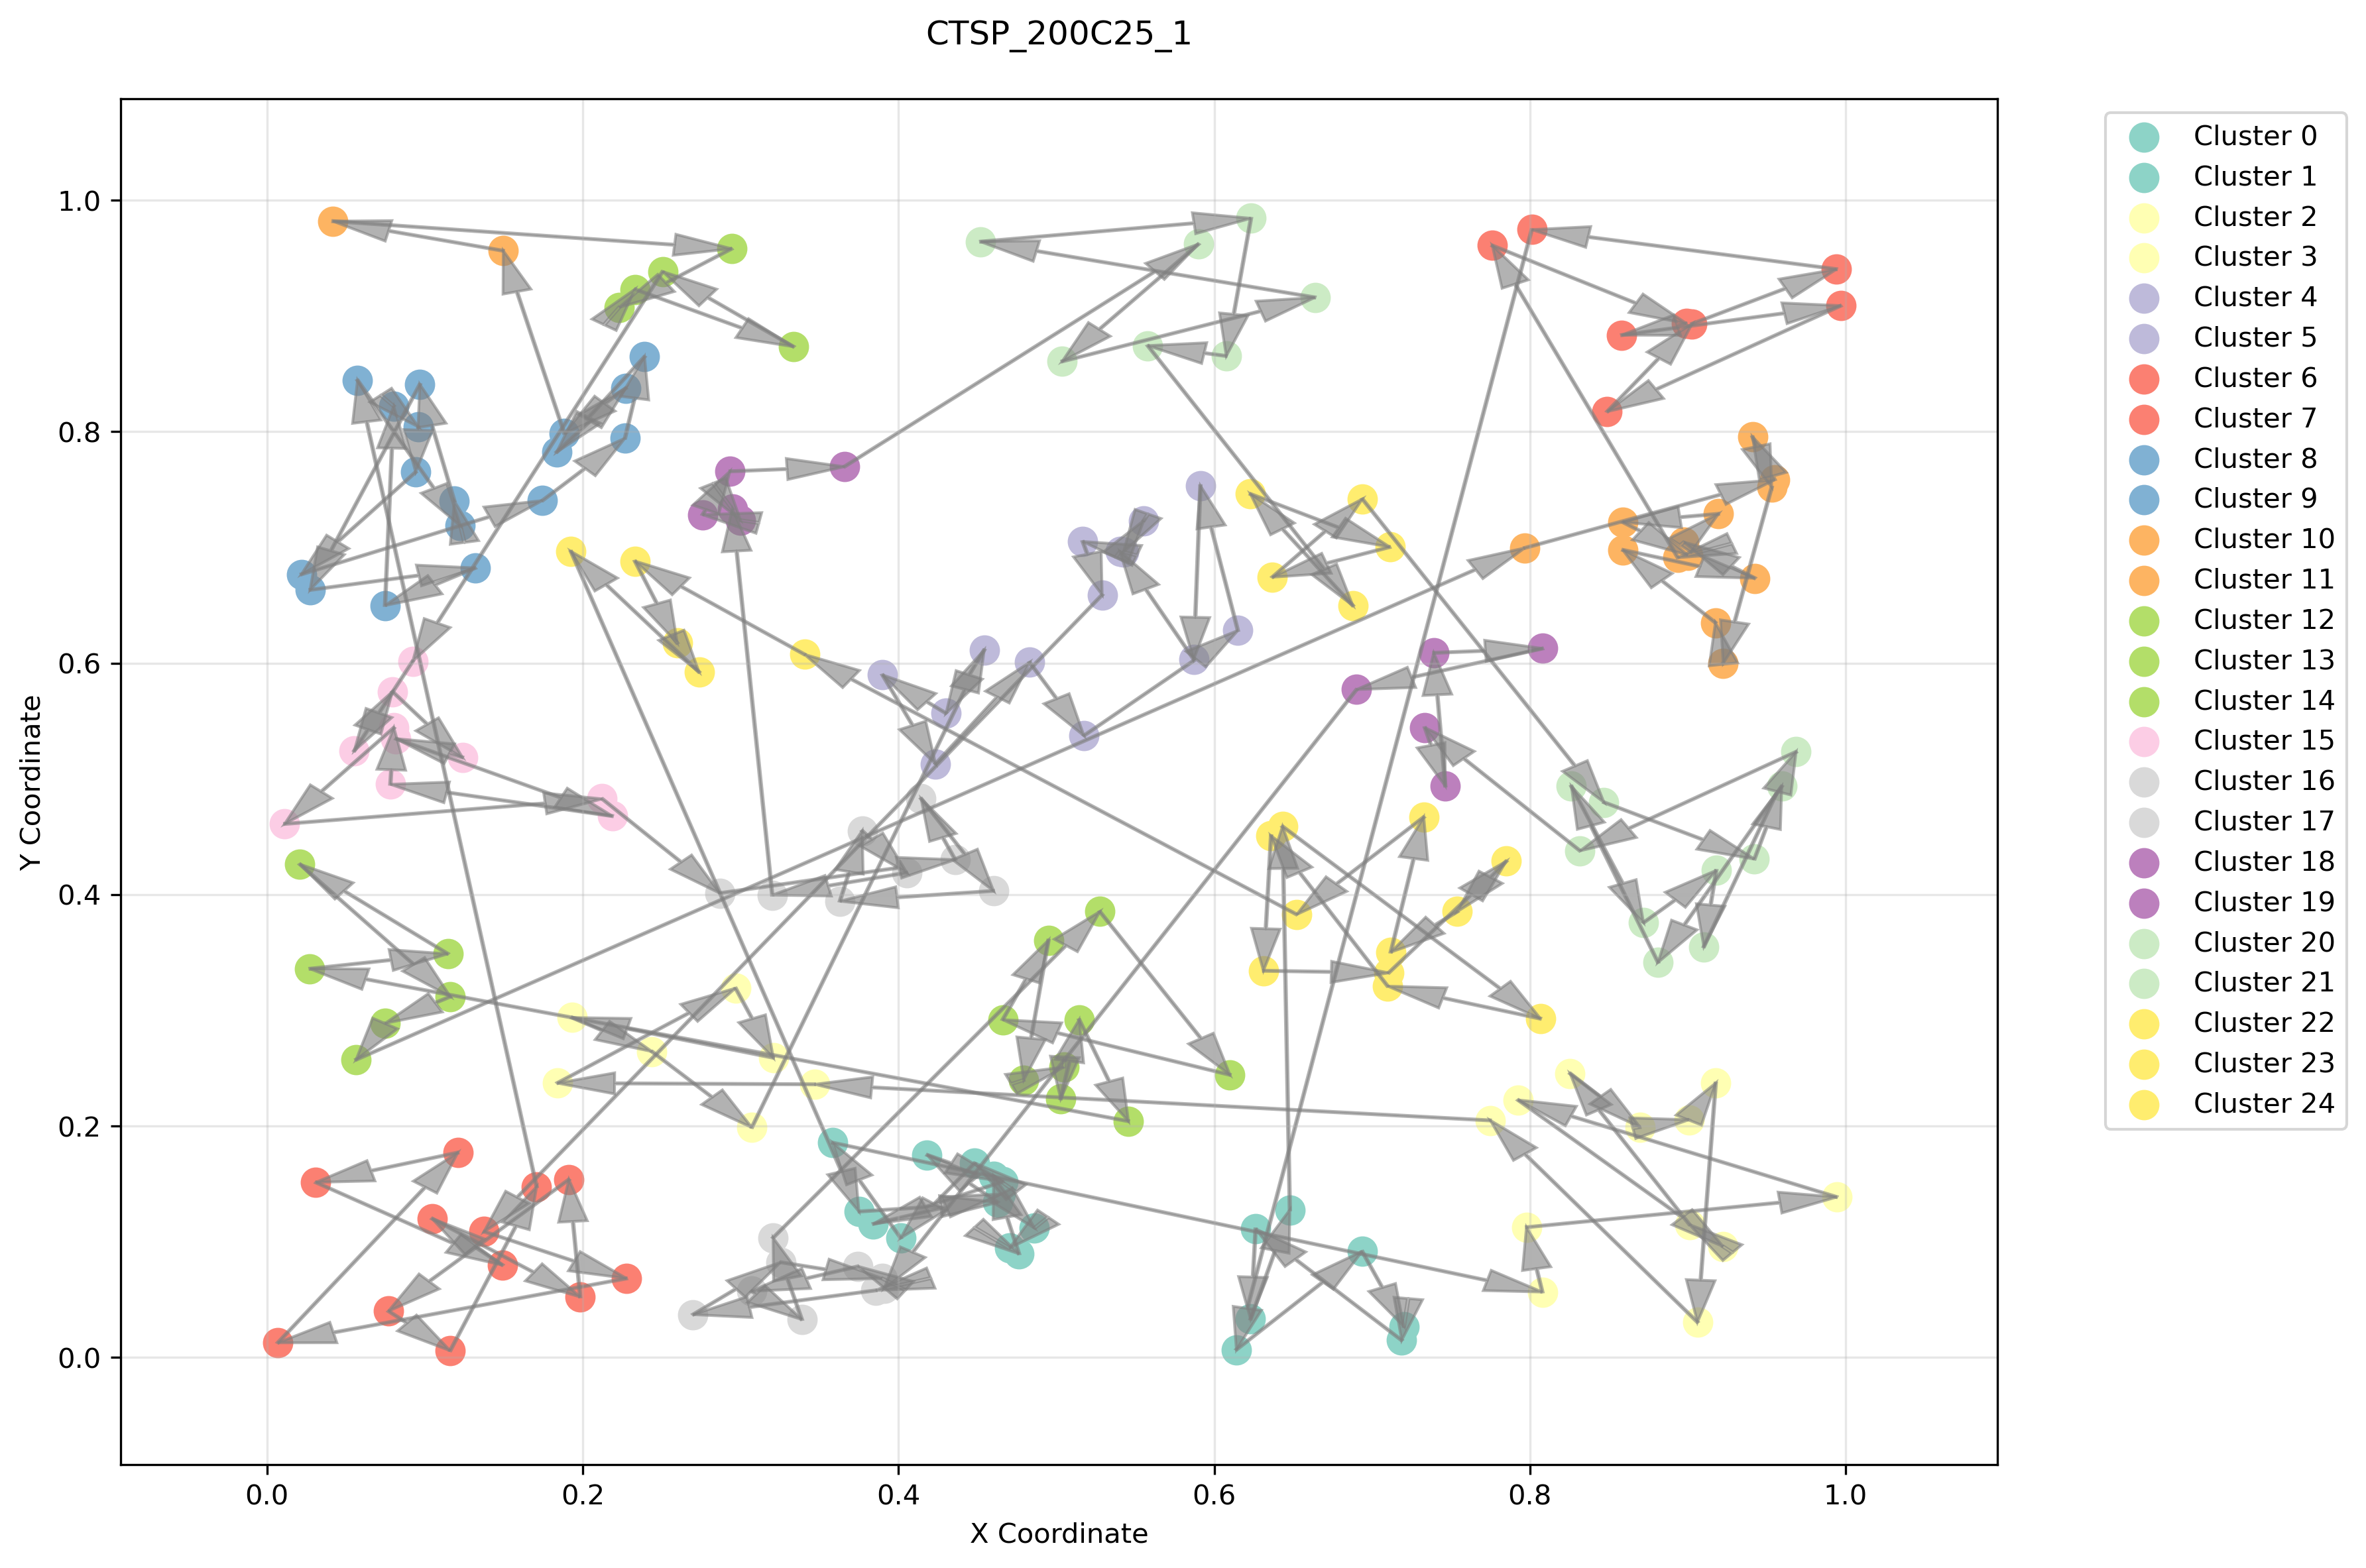 CTSP_200C25_1
1.0
0.8
0.6
0.4
0.2
0.0
Y Coordinate
0.0 0.2 0.4 0.6 0.8 1.0
X Coordinate
Cluster 0
Cluster 1
Cluster 2
Cluster 3
Cluster 4
Cluster 5
Cluster 6
Cluster 7
Cluster 8
Cluster 9
Cluster 10
Cluster 11
Cluster 12
Cluster 13
Cluster 14
Cluster 15
Cluster 16
Cluster 17
Cluster 18
Cluster 19
Cluster 20
Cluster 21
Cluster 22
Cluster 23
Cluster 24